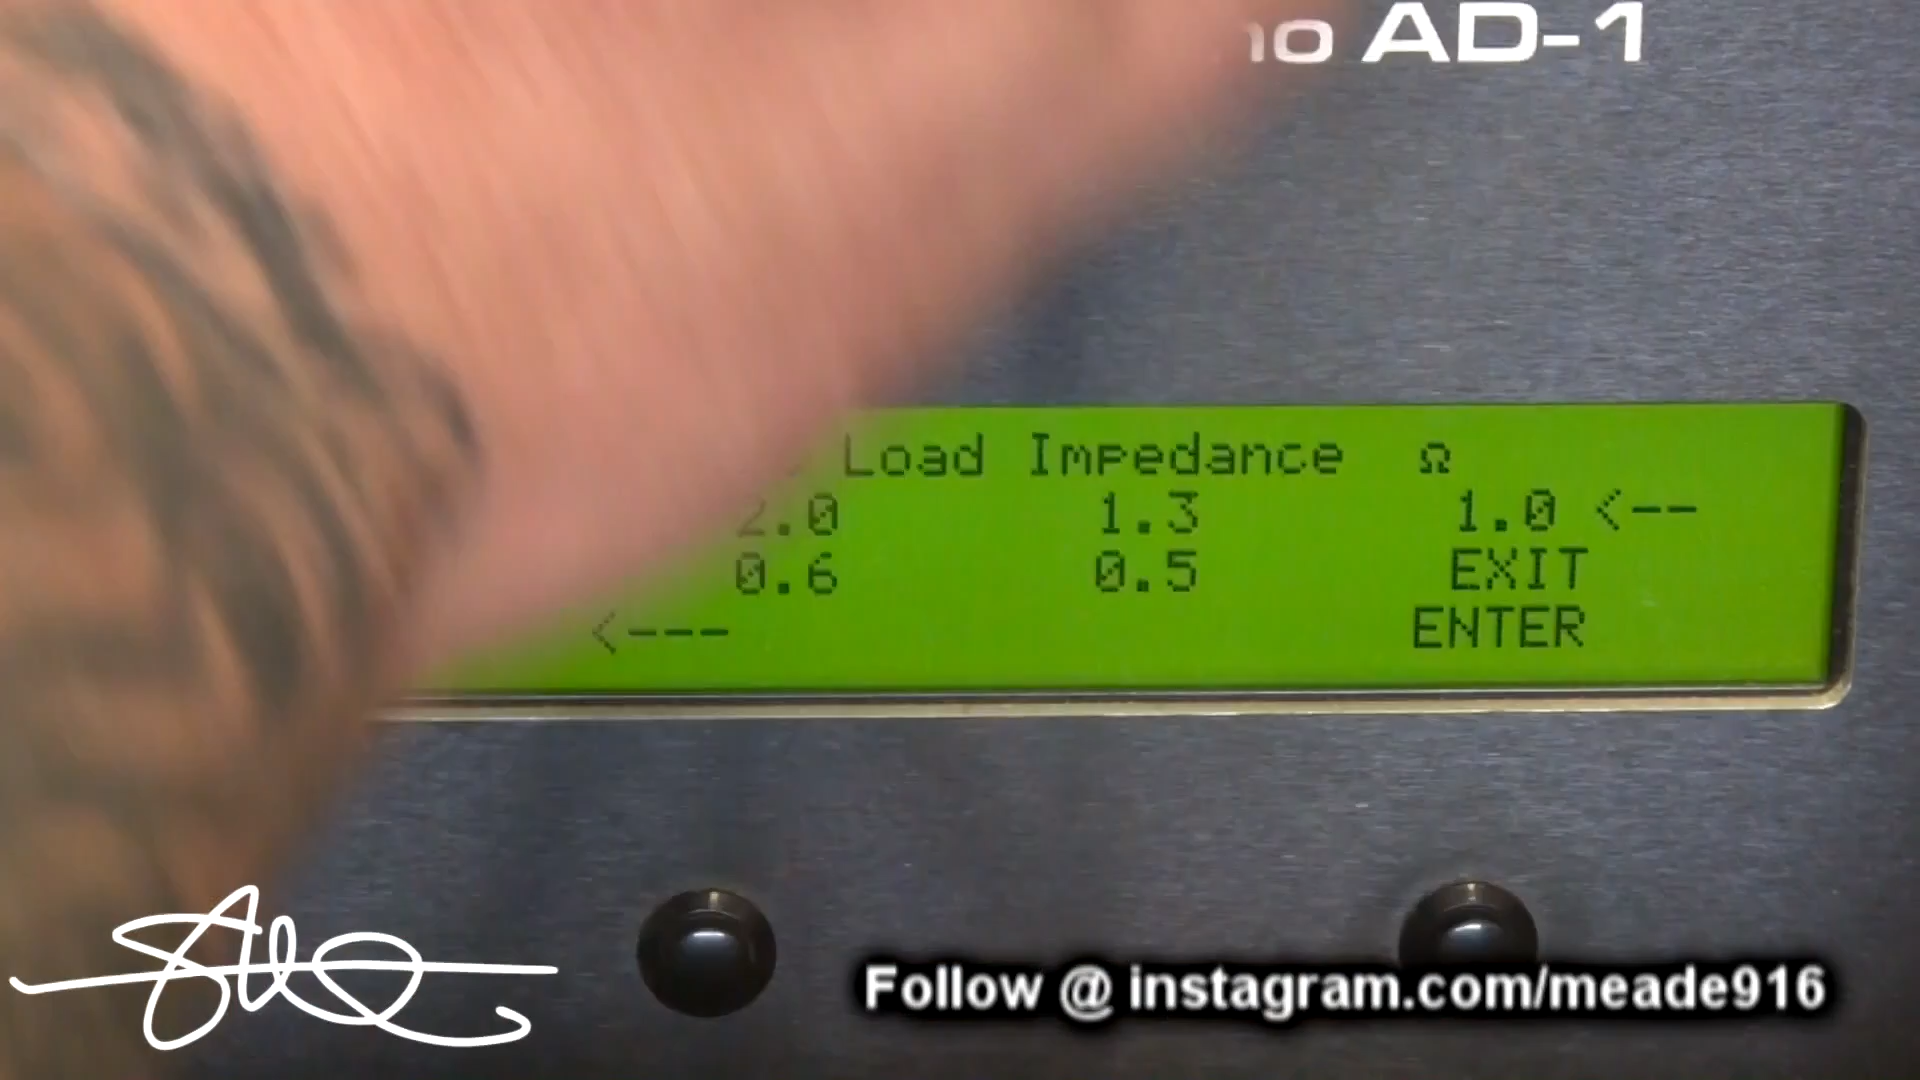 AD-1
Load Impedance Ω
2.0 1.3 1.0 <--
0.6 0.5 EXIT
<--- ENTER
Follow @ instagram.com/meade916